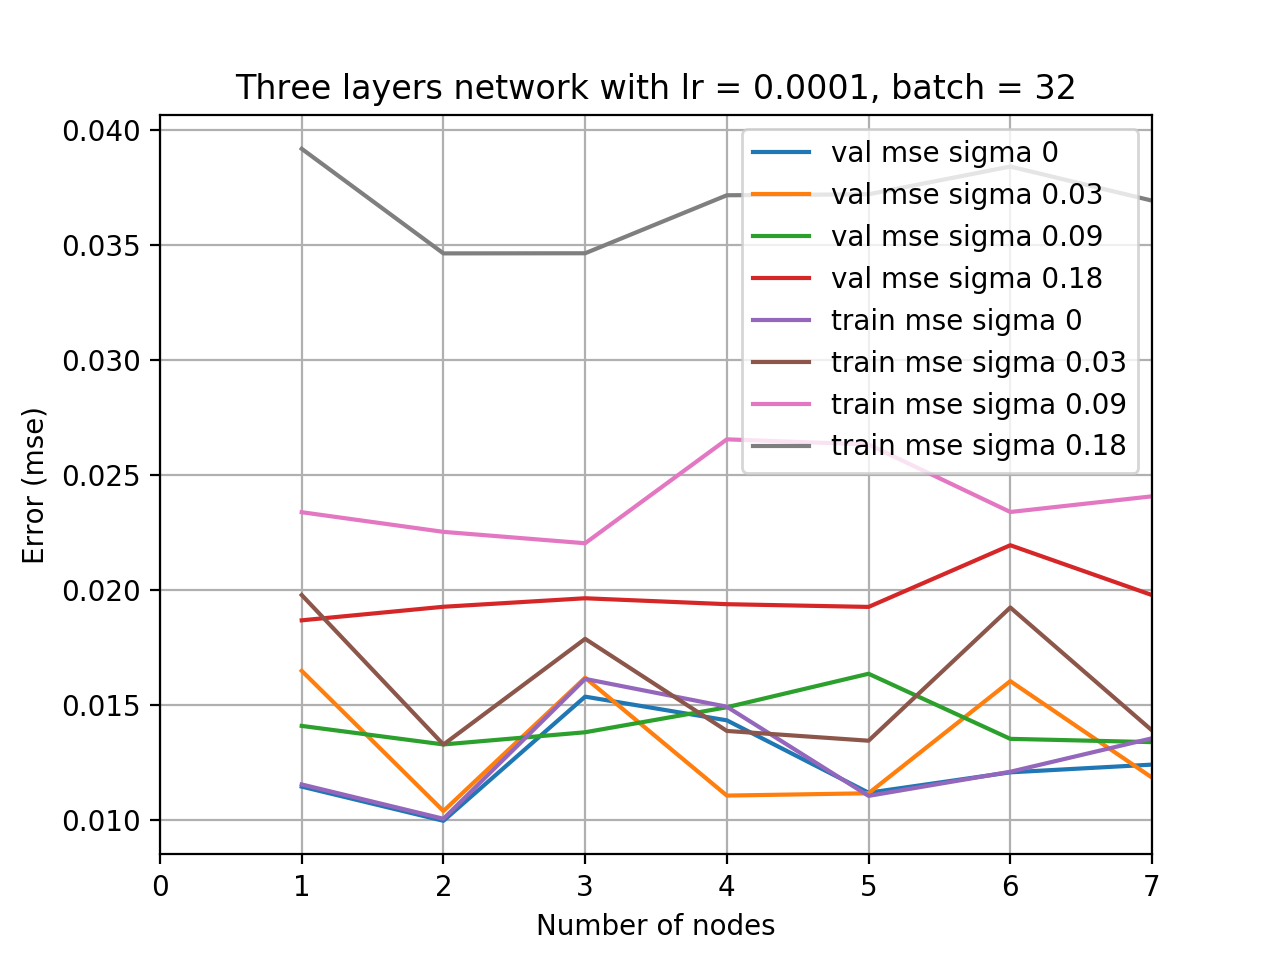 Three layers network with lr = 0.0001, batch = 32
0.040
0.035
0.030
0.025
0.020
0.015
0.010
Error (mse)
val mse sigma 0
val mse sigma 0.03
val mse sigma 0.09
val mse sigma 0.18
train mse sigma 0
train mse sigma 0.03
train mse sigma 0.09
train mse sigma 0.18
0 1 2 3 4 5 6 7
Number of nodes